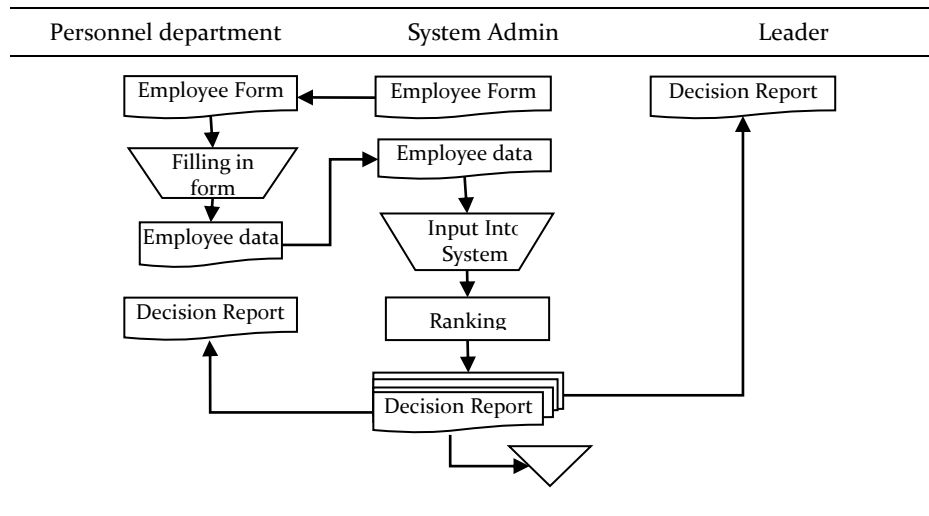 Personnel department System Admin Leader
Employee Form Employee Form Decision Report
Filling in
form
Employee data
Employee data
Input Into
System
Decision Report
Ranking
Decision Report